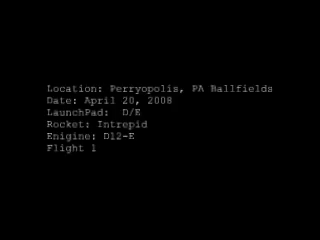 Location: Perryopolis, PA Ballfields
Date: April 20, 2008
LaunchPad:  D/E
Rocket: Intrepid
Enigine: D12-E
Flight 1